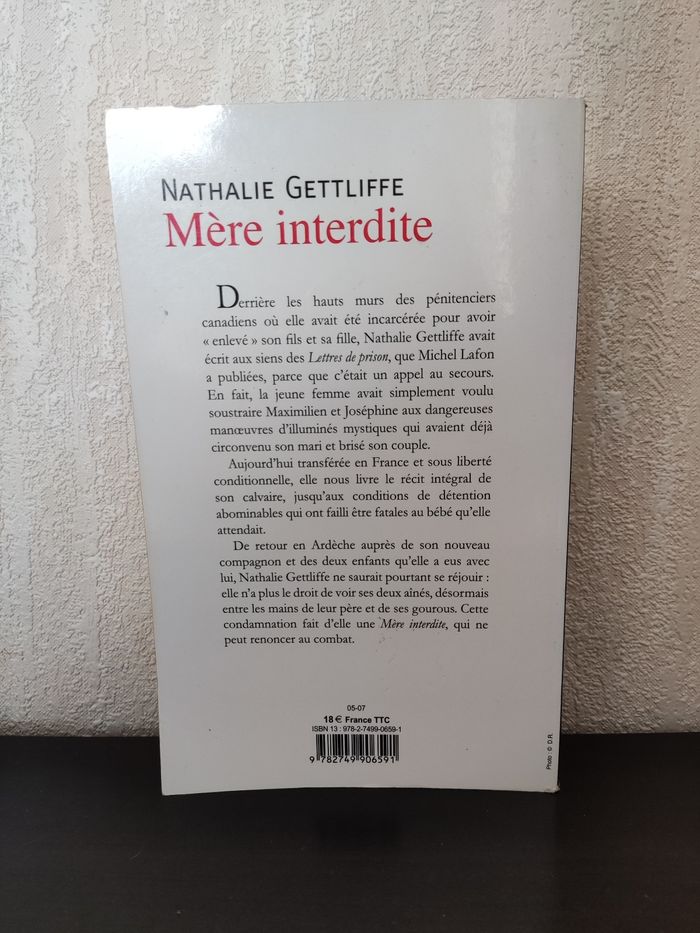 NATHALIE GETTLIFFE
Mère interdite
Derrière les hauts murs des pénitenciers
canadiens où elle avait été incarcérée pour avoir
« enlevé » son fils et sa fille, Nathalie Gettliffe avait
écrit aux siens des Lettres de prison, que Michel Lafon
a publiées, parce que c'était un appel au secours.
En fait, la jeune femme avait simplement voulu
soustraire Maximilien et Joséphine aux dangereuses
manœuvres d'illuminés mystiques qui avaient déjà
circonvenu son mari et brisé son couple.
Aujourd'hui transférée en France et sous liberté
conditionnelle, elle nous livre le récit intégral de
son calvaire, jusqu'aux conditions de détention
abominables qui ont failli être fatales au bébé qu'elle
attendait.
De retour en Ardèche auprès de son nouveau
compagnon et des deux enfants qu'elle a eus avec
lui, Nathalie Gettliffe ne saurait pourtant se réjouir :
elle n'a plus le droit de voir ses deux aînés, désormais
entre les mains de leur père et de ses gourous. Cette
condamnation fait d'elle une Mère interdite, qui ne
peut renoncer au combat.
05-07
18 € France TTC
ISBN 13 : 978-2-7499-0659-1
9 782749 906591
Photo : © D.R.